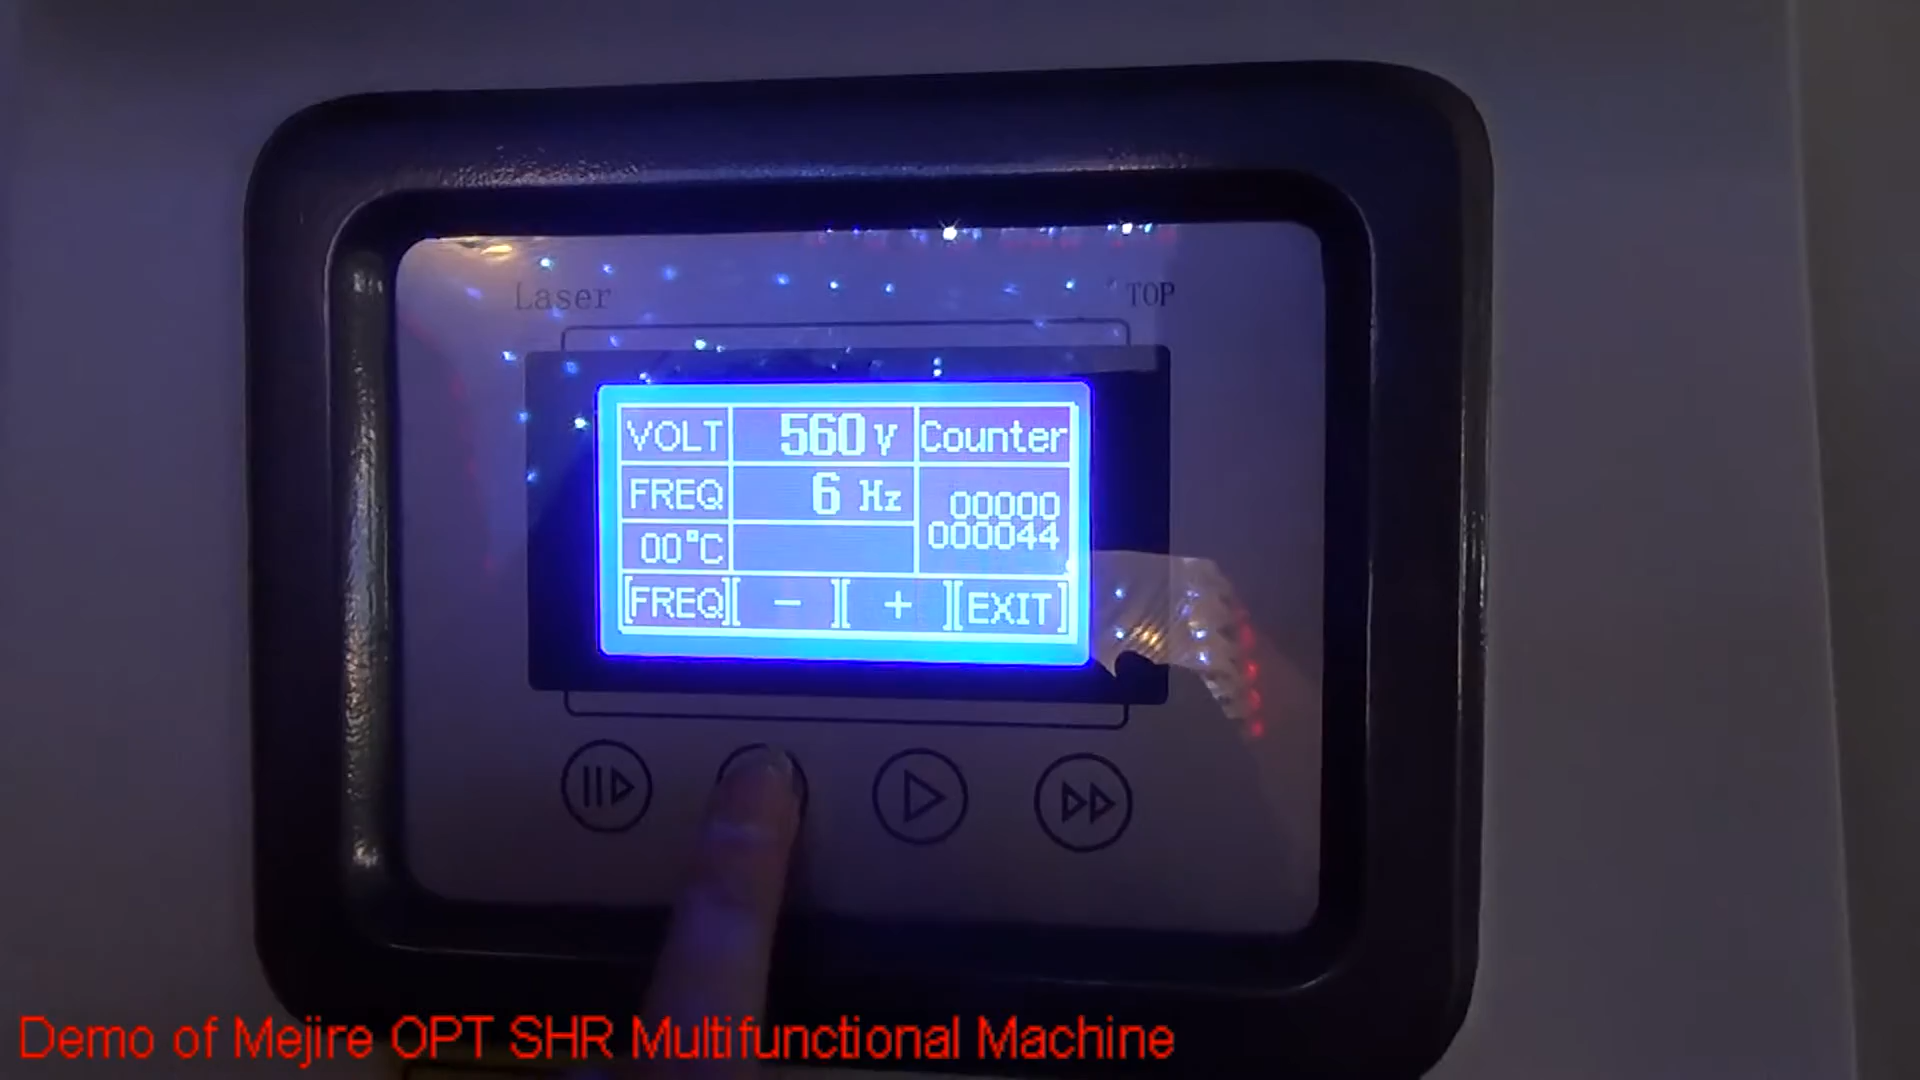 Laser TOP
VOLT 560 V Counter
FREQ 6 Hz 00000
000044
00°C
[FREQ][ - ][ + ][EXIT]
Demo of Mejire OPT SHR Multifunctional Machine